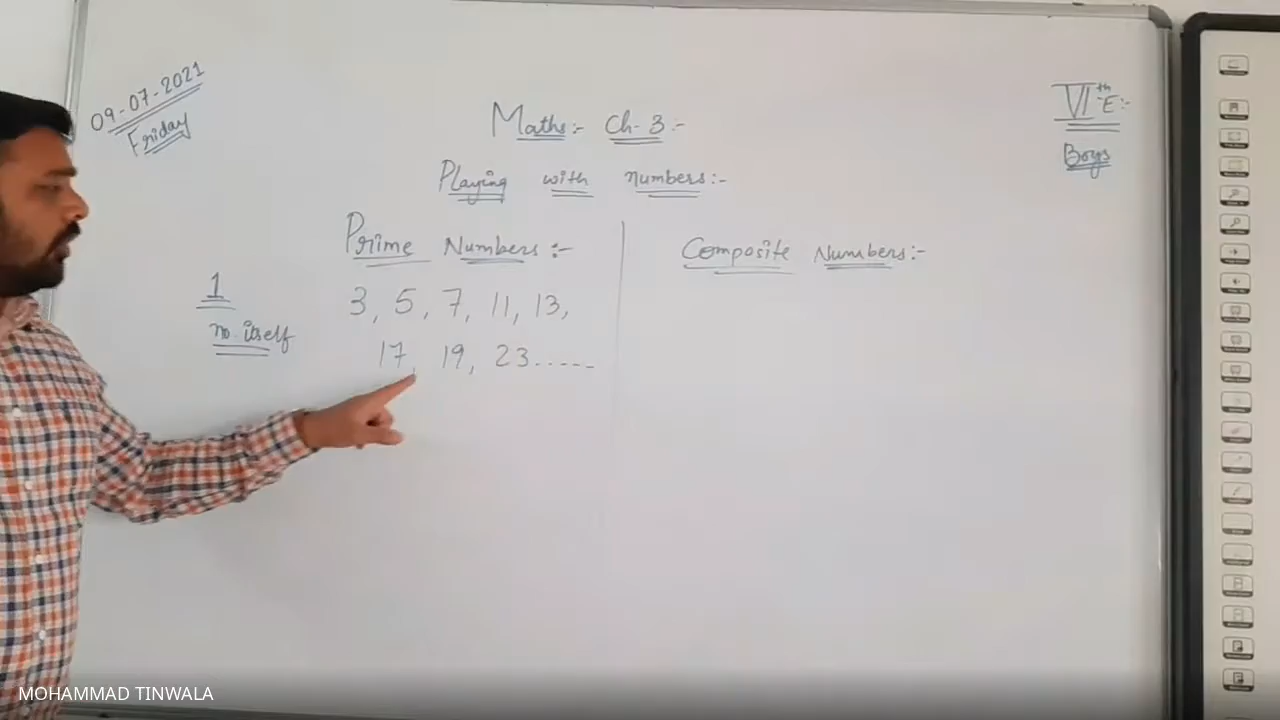 09-07-2021
Friday
VIth-E:-
Boys
Maths:- Ch-3:-
Playing with numbers:-
Prime Numbers:-
3, 5, 7, 11, 13,
17, 19, 23.....
1
no. itself
Composite Numbers:-
MOHAMMAD TINWALA